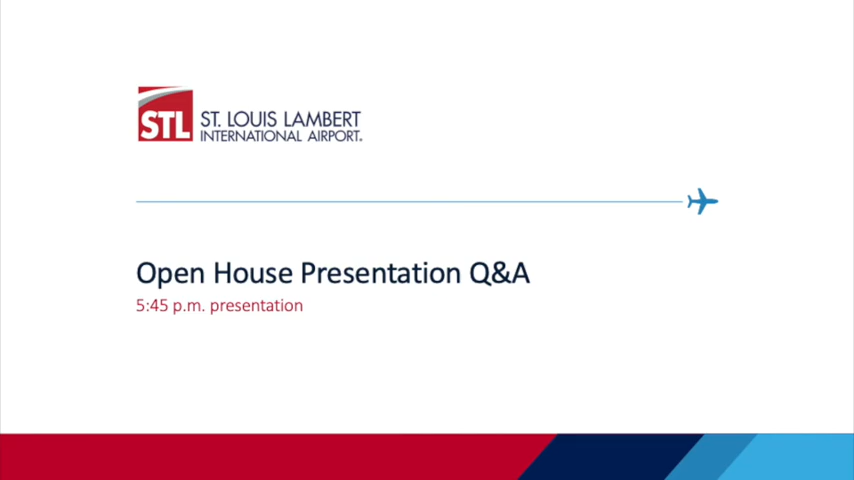 STL
ST. LOUIS LAMBERT
INTERNATIONAL AIRPORT.
Open House Presentation Q&A
5:45 p.m. presentation